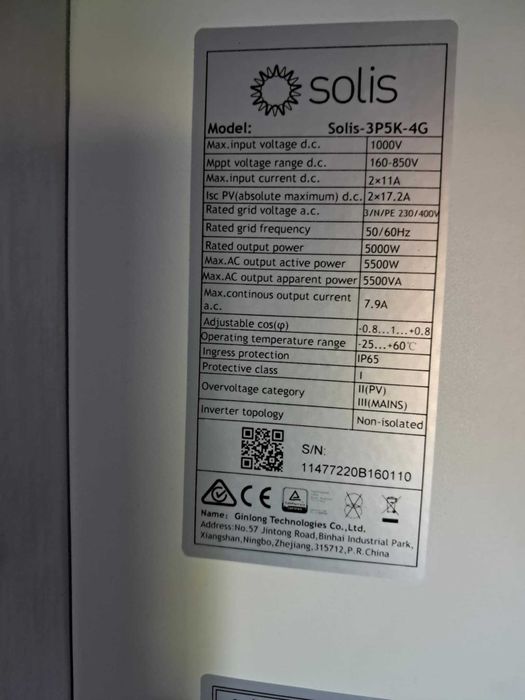 solis
Model: Solis-3P5K-4G
Max.input voltage d.c. 1000V
Mppt voltage range d.c. 160-850V
Max.input current d.c. 2×11A
Isc PV(absolute maximum) d.c. 2×17.2A
Rated grid voltage a.c. 3/N/PE 230/400V
Rated grid frequency 50/60Hz
Rated output power 5000W
Max.AC output active power 5500W
Max.AC output apparent power 5500VA
Max.continous output current
a.c. 7.9A
Adjustable cos(φ) -0.8...1...+0.8
Operating temperature range -25...+60℃
Ingress protection IP65
Protective class I
Overvoltage category II(PV)
III(MAINS)
Inverter topology Non-isolated
S/N:
11477220B160110
CE
Name: Ginlong Technologies Co.,Ltd.
Address:No.57 Jintong Road,Binhai Industrial Park,
Xiangshan,Ningbo,Zhejiang,315712,P.R.China